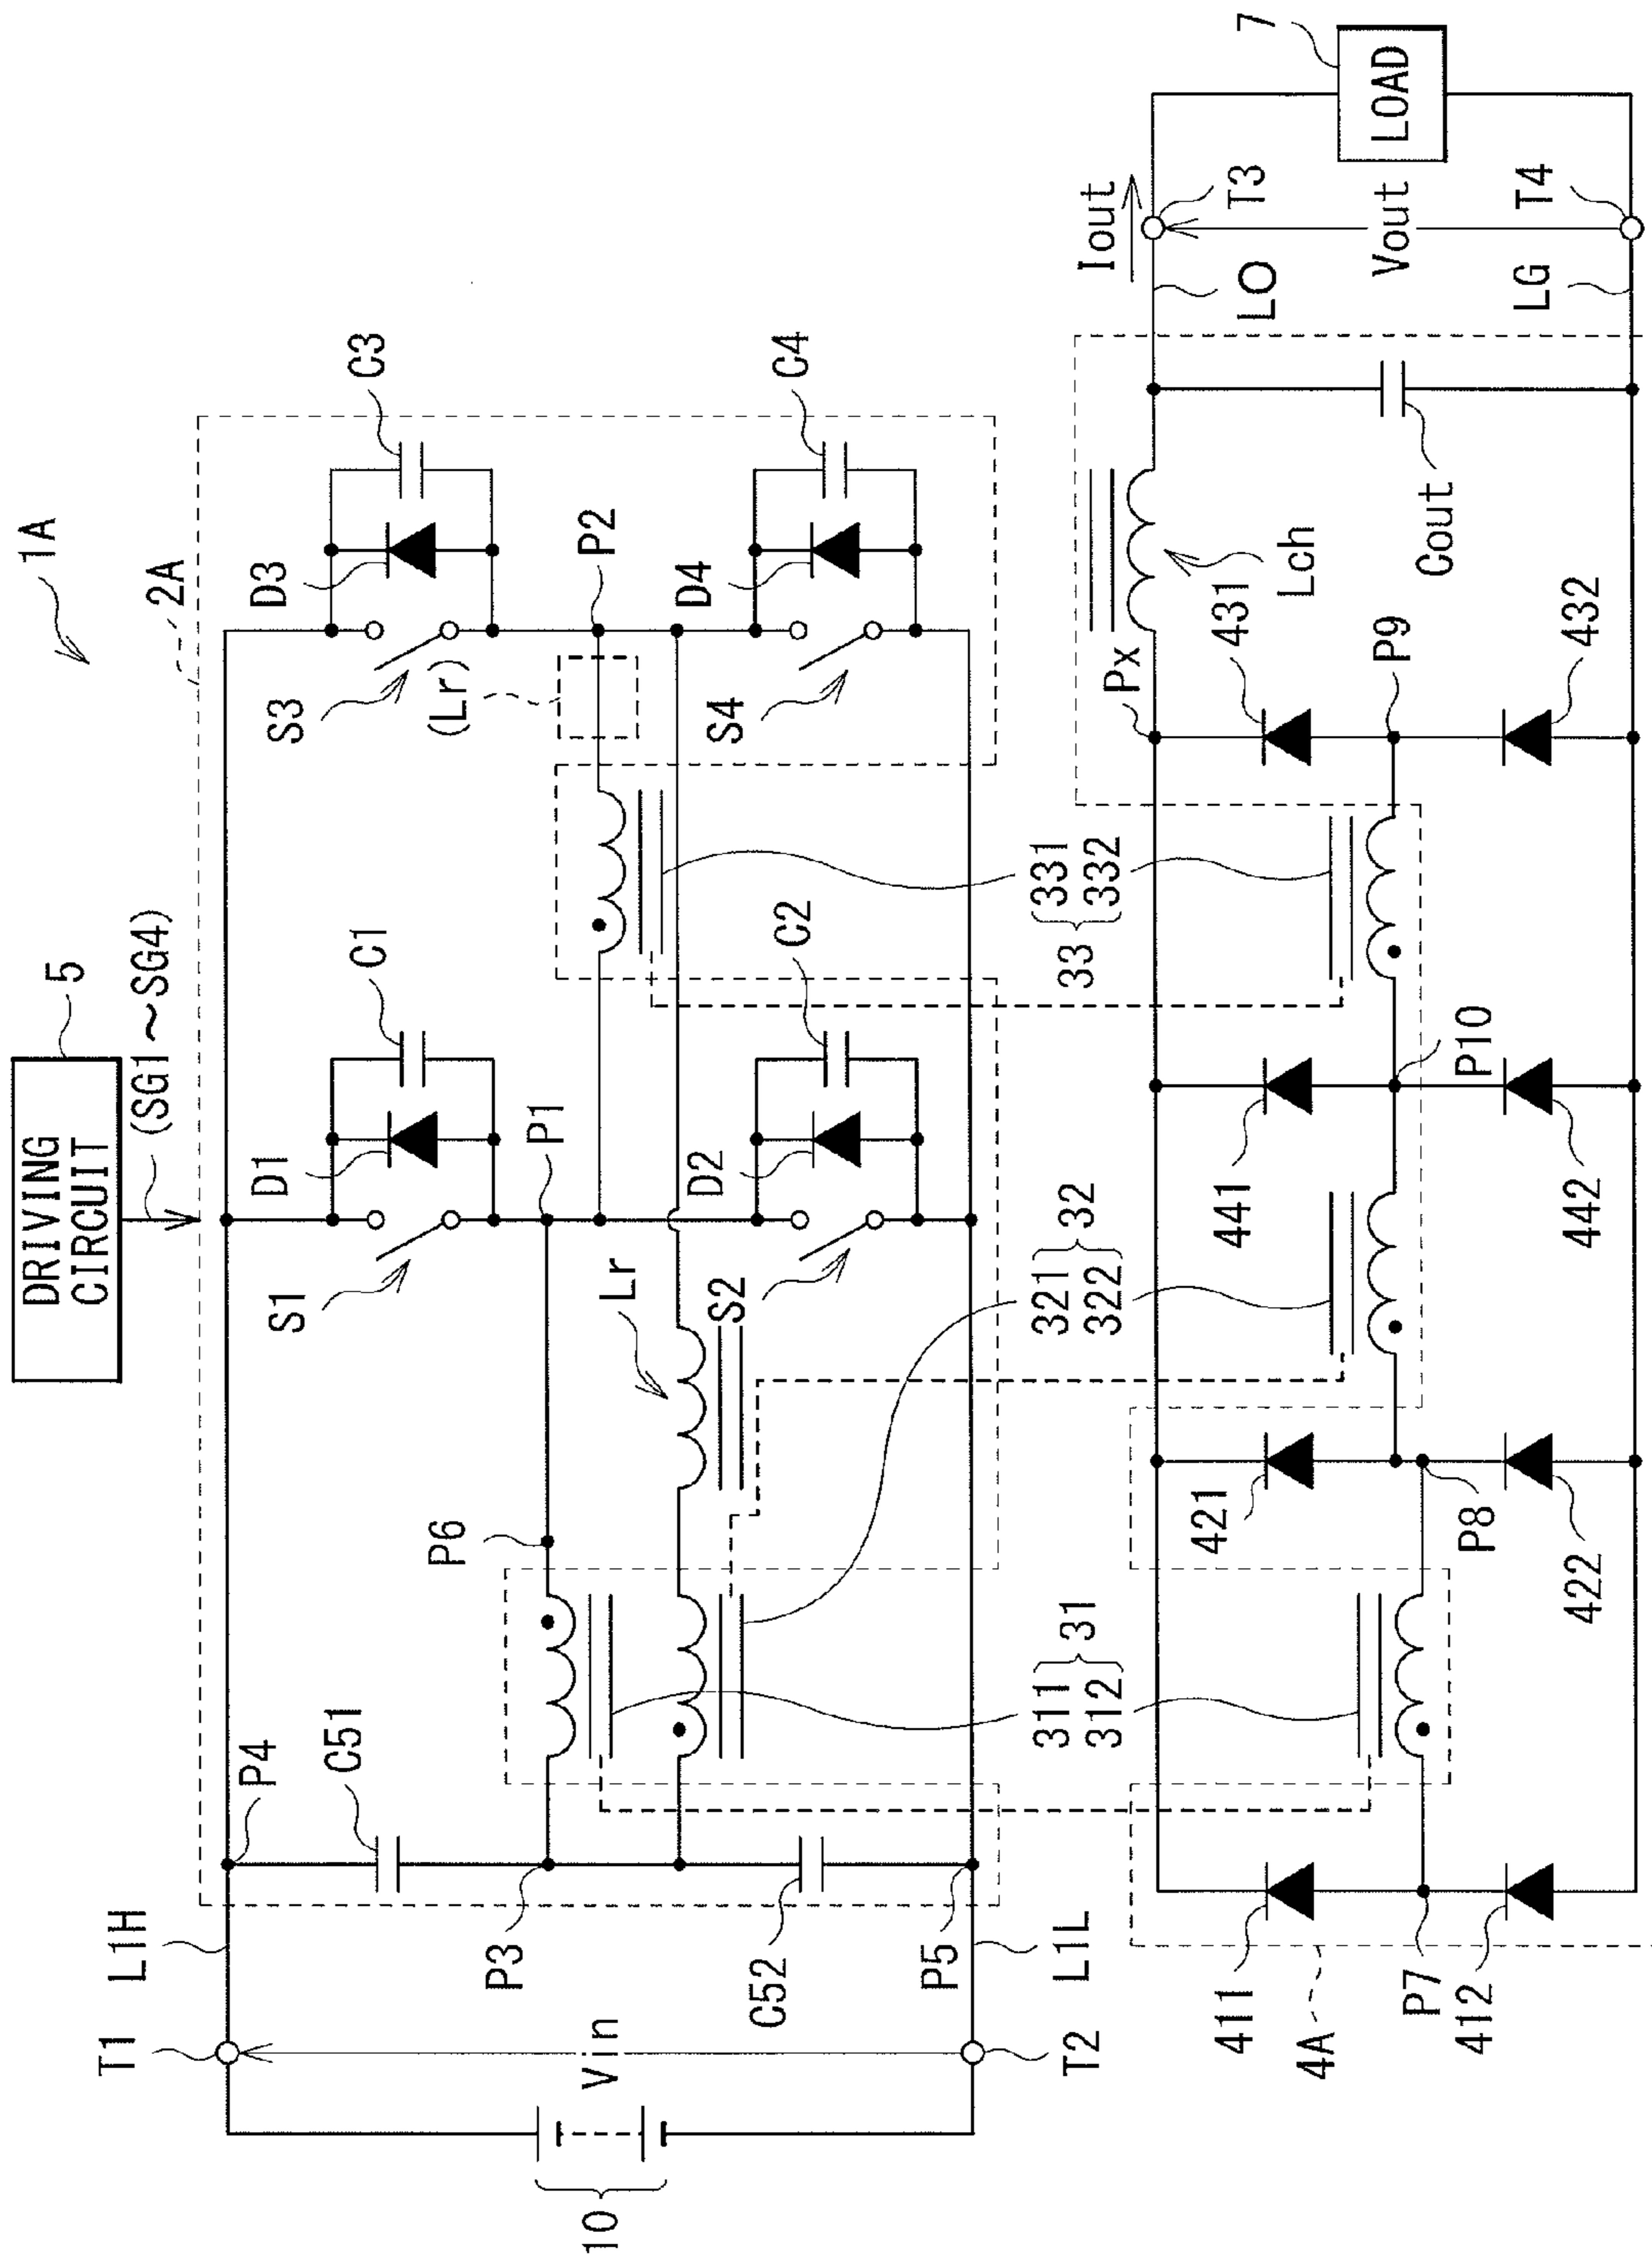 1A
5
DRIVING
CIRCUIT
(SG1~SG4)
2A
T1
L1H
P4
C51
P6
S1
D1
C1
P1
S3
D3
C3
(Lr)
P2
10
Vin
P3
C52
P5
T2
L1L
Lr
S2
D2
C2
S4
D4
C4
311
312
31
321
322
32
331
332
33
4A
411
P7
412
421
P8
422
441
P10
442
Px
431
P9
432
Lch
Cout
Iout
LO
T3
Vout
LG
T4
7
LOAD